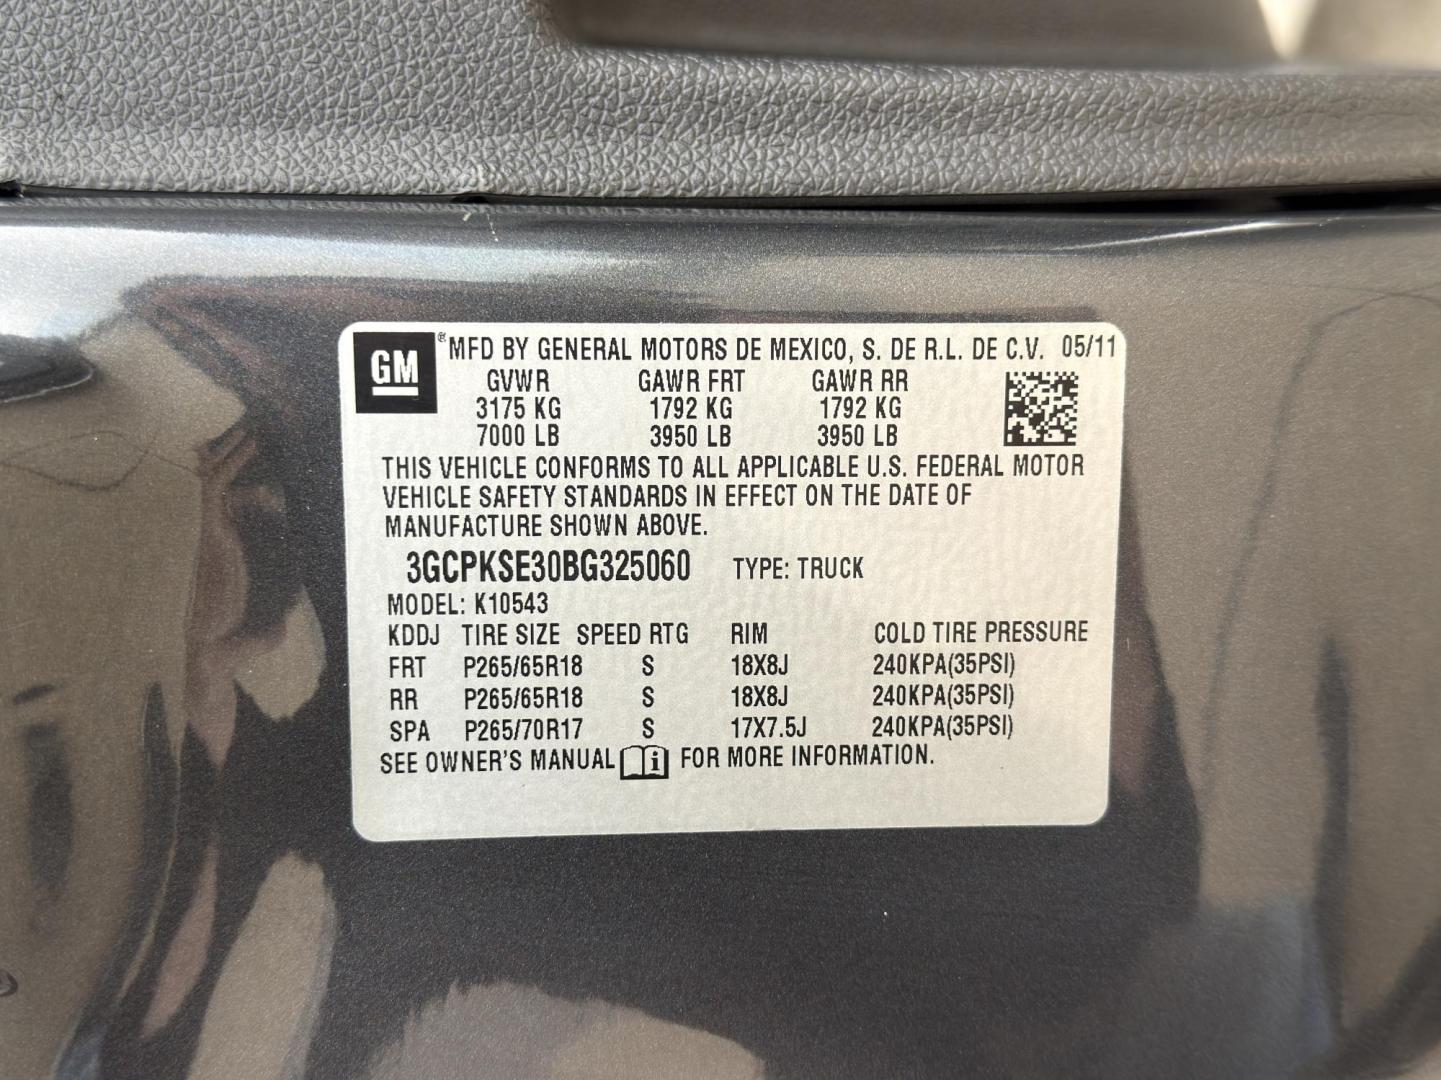 GM ® MFD BY GENERAL MOTORS DE MEXICO, S. DE R.L. DE C.V. 05/11
GVWR GAWR FRT GAWR RR
3175 KG 1792 KG 1792 KG
7000 LB 3950 LB 3950 LB
THIS VEHICLE CONFORMS TO ALL APPLICABLE U.S. FEDERAL MOTOR
VEHICLE SAFETY STANDARDS IN EFFECT ON THE DATE OF
MANUFACTURE SHOWN ABOVE.
3GCPKSE30BG325060 TYPE: TRUCK
MODEL: K10543
KDDJ TIRE SIZE SPEED RTG RIM COLD TIRE PRESSURE
FRT P265/65R18 S 18X8J 240KPA(35PSI)
RR P265/65R18 S 18X8J 240KPA(35PSI)
SPA P265/70R17 S 17X7.5J 240KPA(35PSI)
SEE OWNER'S MANUAL i FOR MORE INFORMATION.